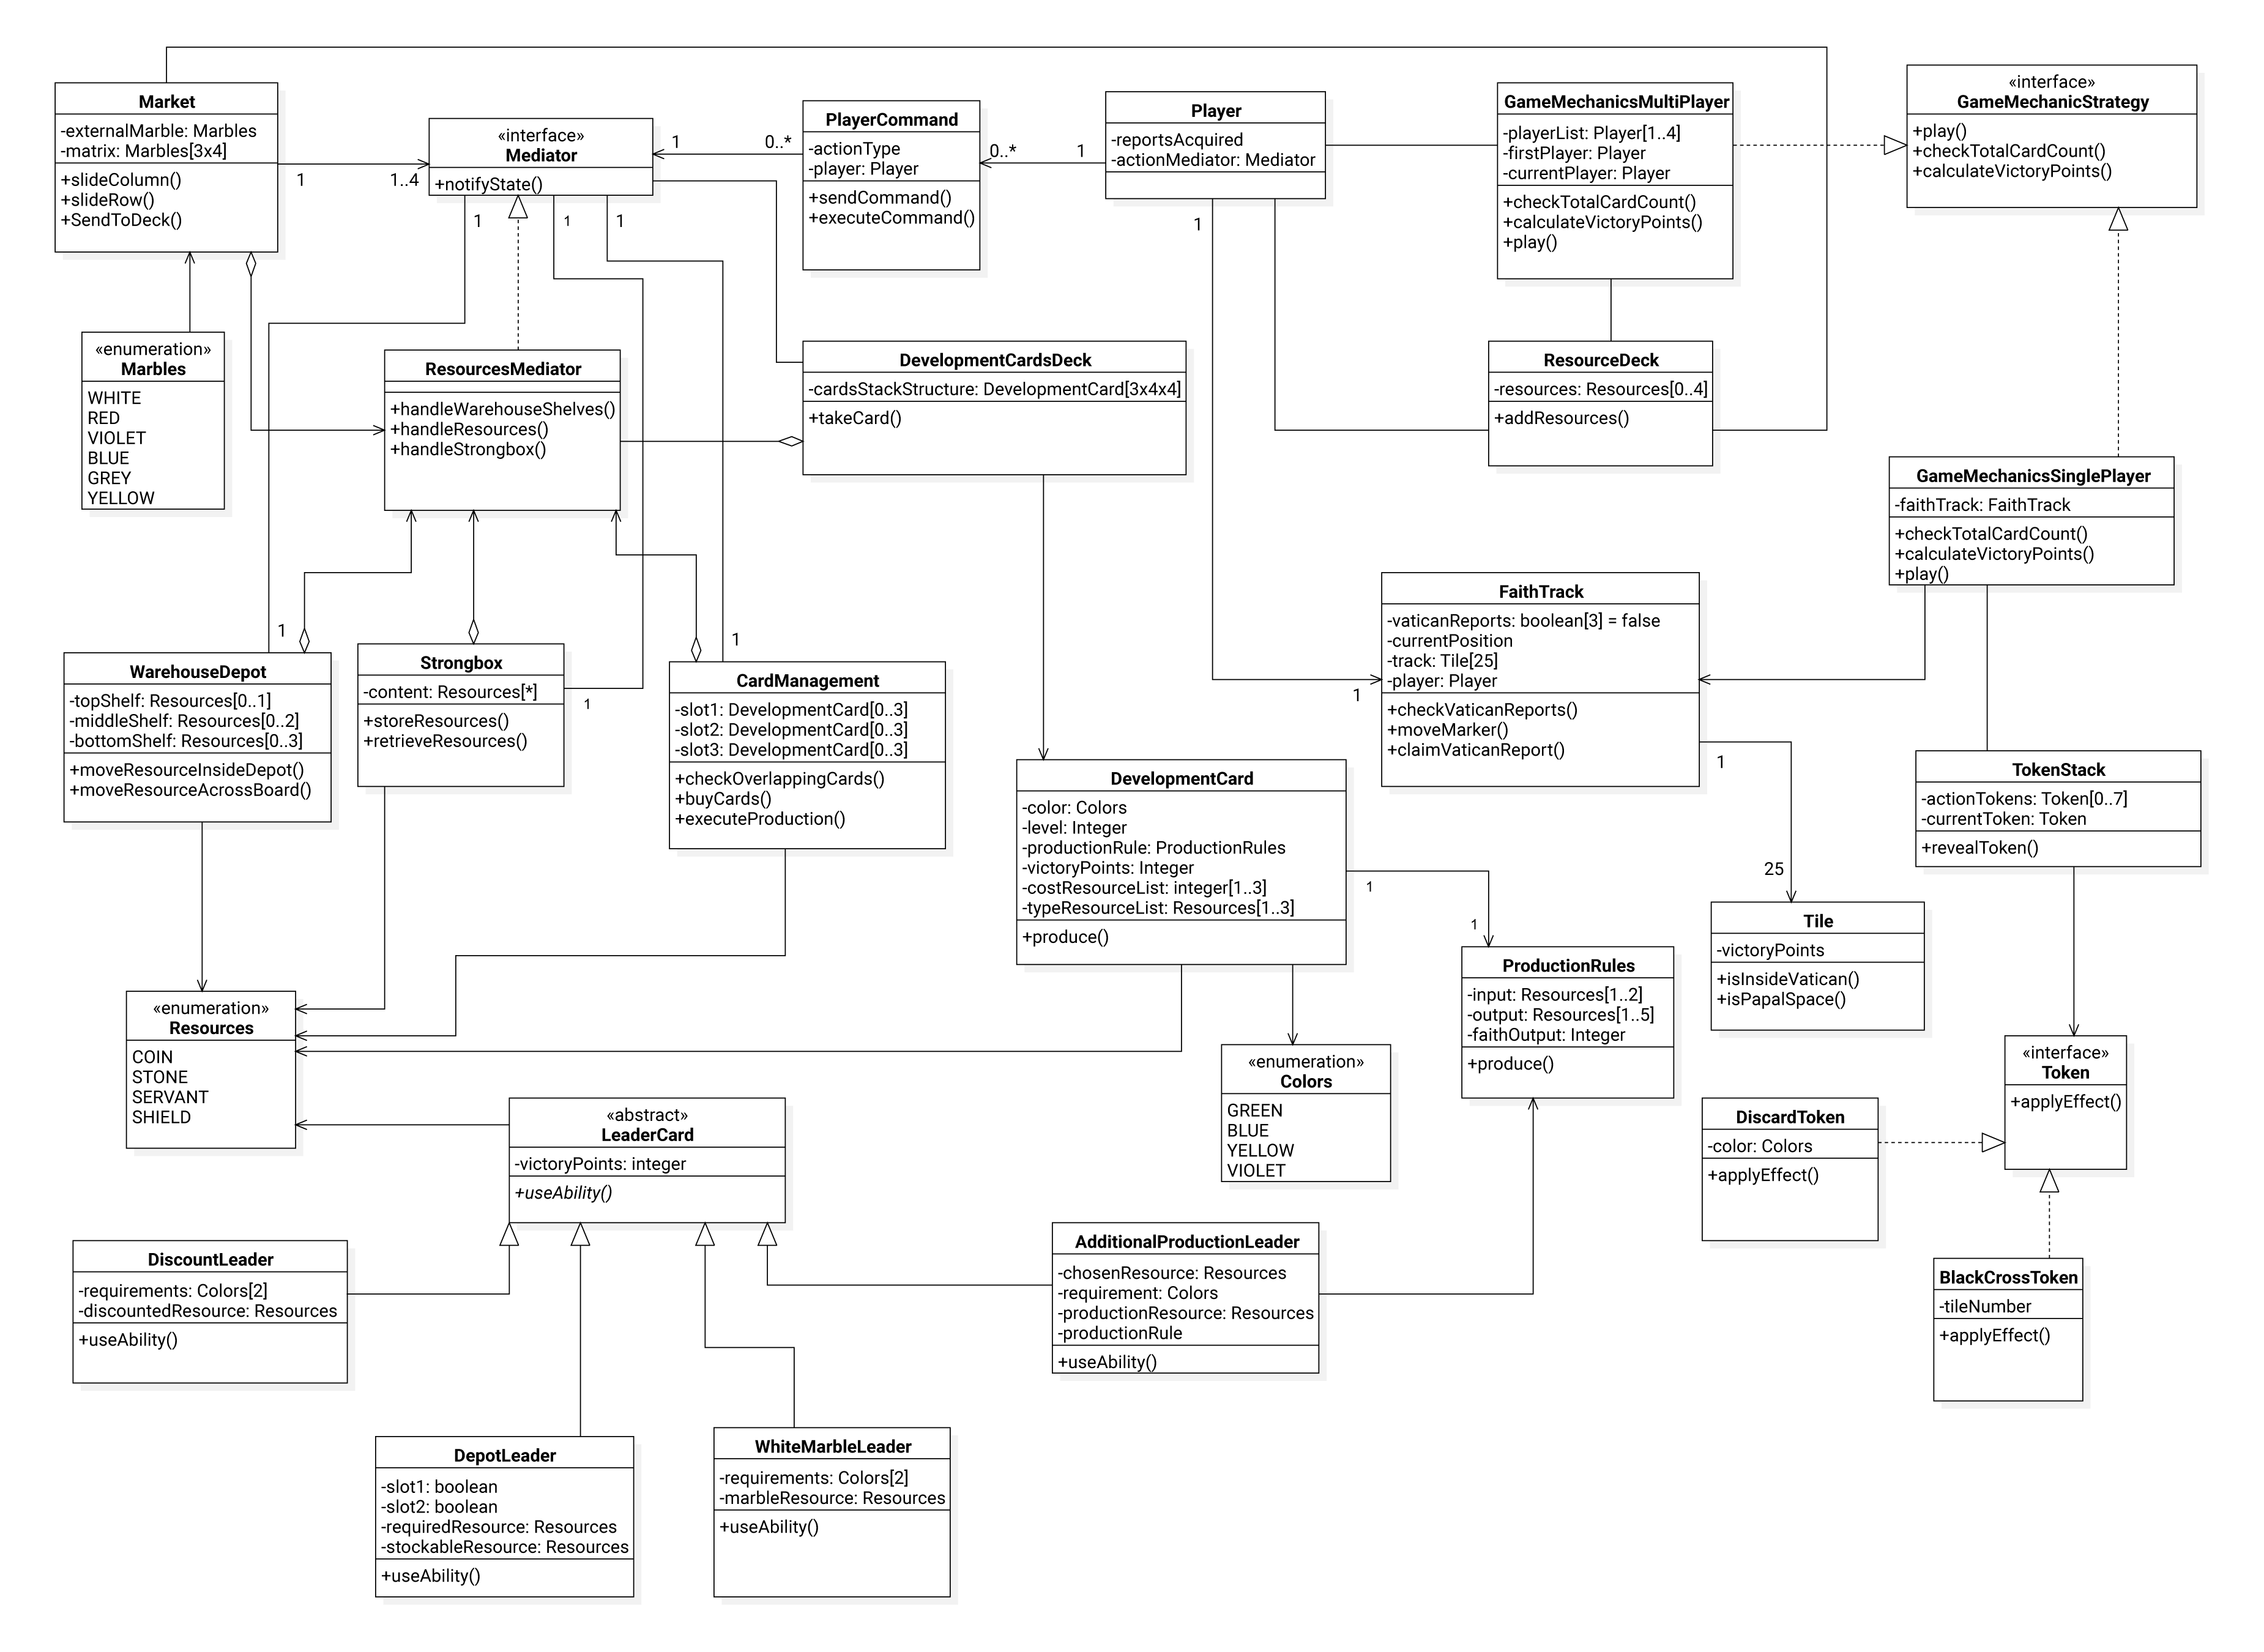 Market
-externalMarble: Marbles
-matrix: Marbles[3x4]
+slideColumn()
+slideRow()
+SendToDeck()
1
1..4
«interface»
Mediator
+notifyState()
1
0..*
PlayerCommand
-actionType
-player: Player
+sendCommand()
+executeCommand()
0..*
1
Player
-reportsAcquired
-actionMediator: Mediator
GameMechanicsMultiPlayer
-playerList: Player[1..4]
-firstPlayer: Player
-currentPlayer: Player
+checkTotalCardCount()
+calculateVictoryPoints()
+play()
«interface»
GameMechanicStrategy
+play()
+checkTotalCardCount()
+calculateVictoryPoints()
1
1
1
1
«enumeration»
Marbles
WHITE
RED
VIOLET
BLUE
GREY
YELLOW
ResourcesMediator
+handleWarehouseShelves()
+handleResources()
+handleStrongbox()
DevelopmentCardsDeck
-cardsStackStructure: DevelopmentCard[3x4x4]
+takeCard()
ResourceDeck
-resources: Resources[0..4]
+addResources()
GameMechanicsSinglePlayer
-faithTrack: FaithTrack
+checkTotalCardCount()
+calculateVictoryPoints()
+play()
1
WarehouseDepot
-topShelf: Resources[0..1]
-middleShelf: Resources[0..2]
-bottomShelf: Resources[0..3]
+moveResourceInsideDepot()
+moveResourceAcrossBoard()
Strongbox
-content: Resources[*]
+storeResources()
+retrieveResources()
1
1
CardManagement
-slot1: DevelopmentCard[0..3]
-slot2: DevelopmentCard[0..3]
-slot3: DevelopmentCard[0..3]
+checkOverlappingCards()
+buyCards()
+executeProduction()
1
FaithTrack
-vaticanReports: boolean[3] = false
-currentPosition
-track: Tile[25]
-player: Player
+checkVaticanReports()
+moveMarker()
+claimVaticanReport()
1
25
DevelopmentCard
-color: Colors
-level: Integer
-productionRule: ProductionRules
-victoryPoints: Integer
-costResourceList: integer[1..3]
-typeResourceList: Resources[1..3]
+produce()
1
1
TokenStack
-actionTokens: Token[0..7]
-currentToken: Token
+revealToken()
Tile
-victoryPoints
+isInsideVatican()
+isPapalSpace()
ProductionRules
-input: Resources[1..2]
-output: Resources[1..5]
-faithOutput: Integer
+produce()
«enumeration»
Resources
COIN
STONE
SERVANT
SHIELD
«enumeration»
Colors
GREEN
BLUE
YELLOW
VIOLET
«interface»
Token
+applyEffect()
«abstract»
LeaderCard
-victoryPoints: integer
+useAbility()
DiscardToken
-color: Colors
+applyEffect()
DiscountLeader
-requirements: Colors[2]
-discountedResource: Resources
+useAbility()
AdditionalProductionLeader
-chosenResource: Resources
-requirement: Colors
-productionResource: Resources
-productionRule
+useAbility()
BlackCrossToken
-tileNumber
+applyEffect()
DepotLeader
-slot1: boolean
-slot2: boolean
-requiredResource: Resources
-stockableResource: Resources
+useAbility()
WhiteMarbleLeader
-requirements: Colors[2]
-marbleResource: Resources
+useAbility()